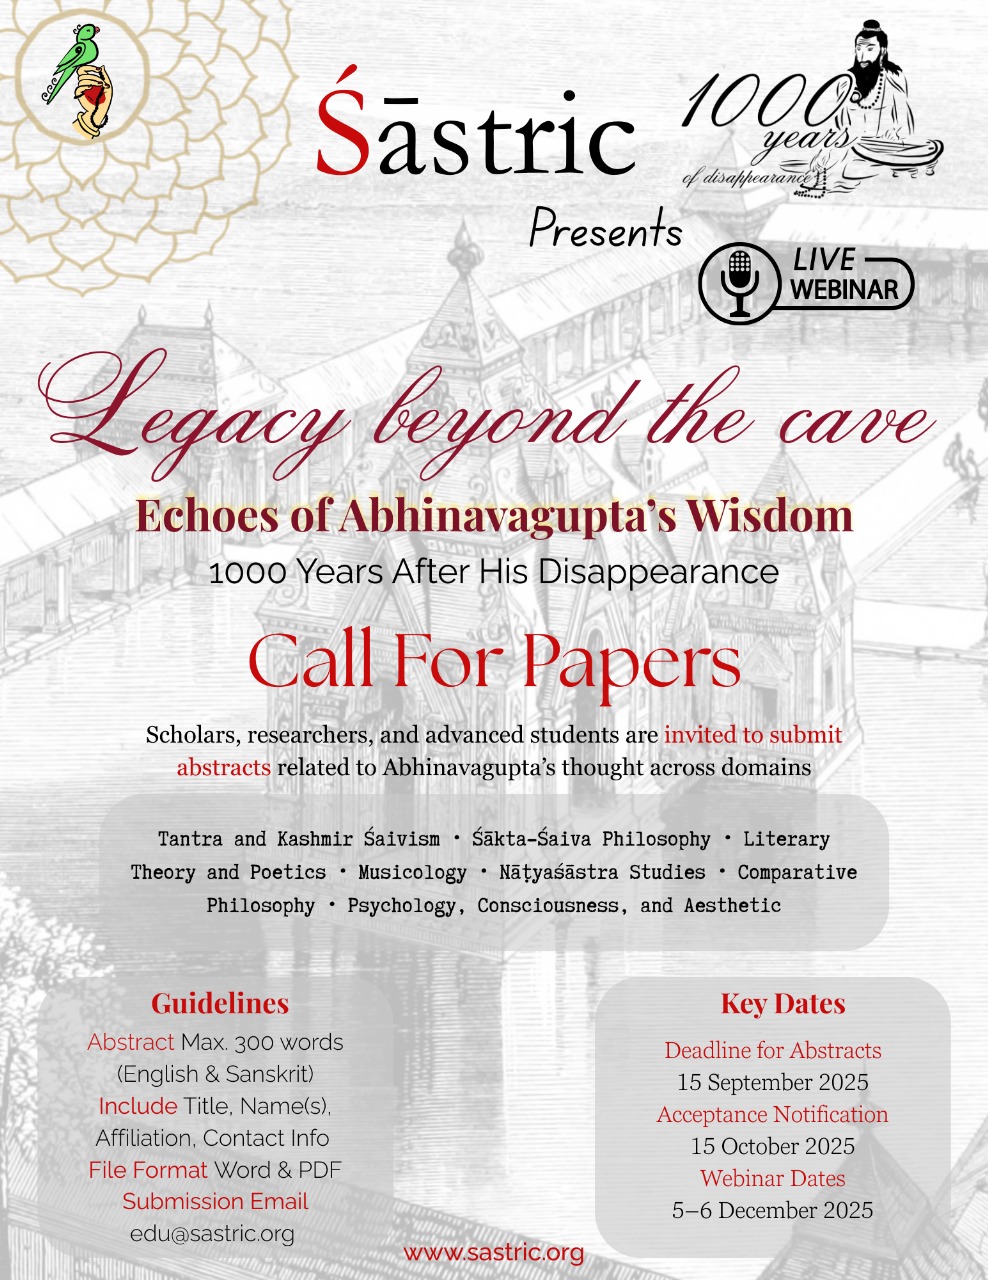 Śāstric
1000
years
of disappearance
Presents
LIVE
WEBINAR
Legacy beyond the cave
Echoes of Abhinavagupta’s Wisdom
1000 Years After His Disappearance
Call For Papers
Scholars, researchers, and advanced students are invited to submit
abstracts related to Abhinavagupta’s thought across domains
Tantra and Kashmir Śaivism • Śākta-Śaiva Philosophy • Literary
Theory and Poetics • Musicology • Nāṭyaśāstra Studies • Comparative
Philosophy • Psychology, Consciousness, and Aesthetic
Guidelines
Abstract Max. 300 words
(English & Sanskrit)
Include Title, Name(s),
Affiliation, Contact Info
File Format Word & PDF
Submission Email
edu@sastric.org
Key Dates
Deadline for Abstracts
15 September 2025
Acceptance Notification
15 October 2025
Webinar Dates
5–6 December 2025
www.sastric.org